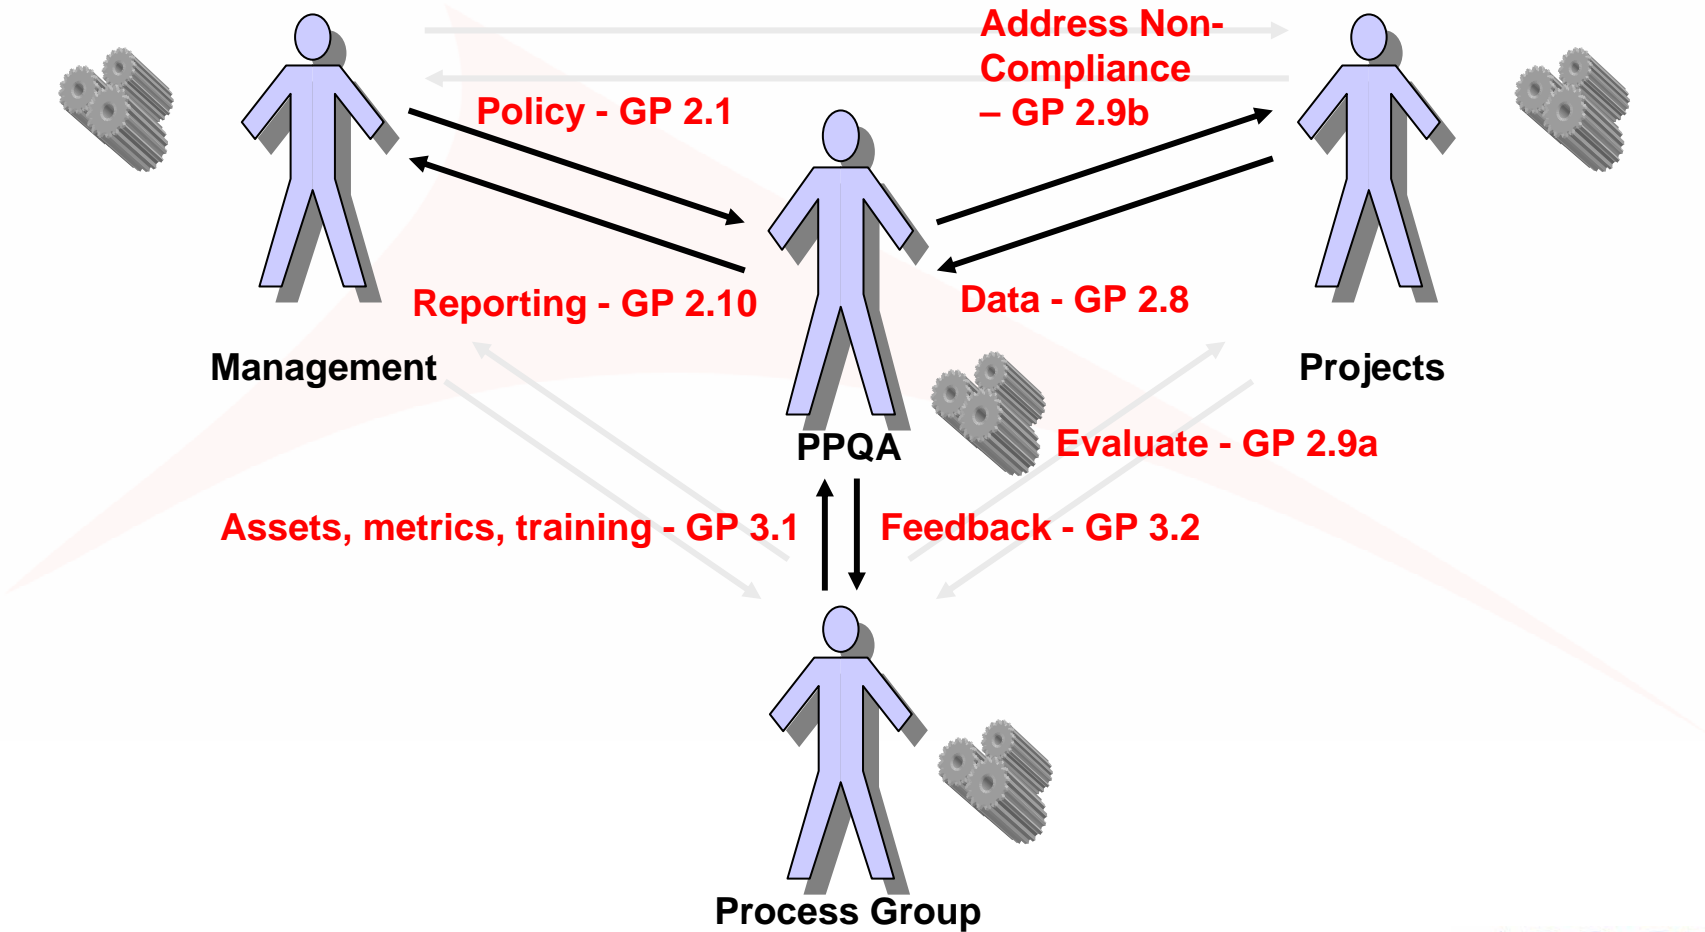 Address Non-
Compliance
– GP 2.9b
Policy - GP 2.1
Reporting - GP 2.10
Data - GP 2.8
Management
Projects
PPQA
Evaluate - GP 2.9a
Assets, metrics, training - GP 3.1
Feedback - GP 3.2
Process Group